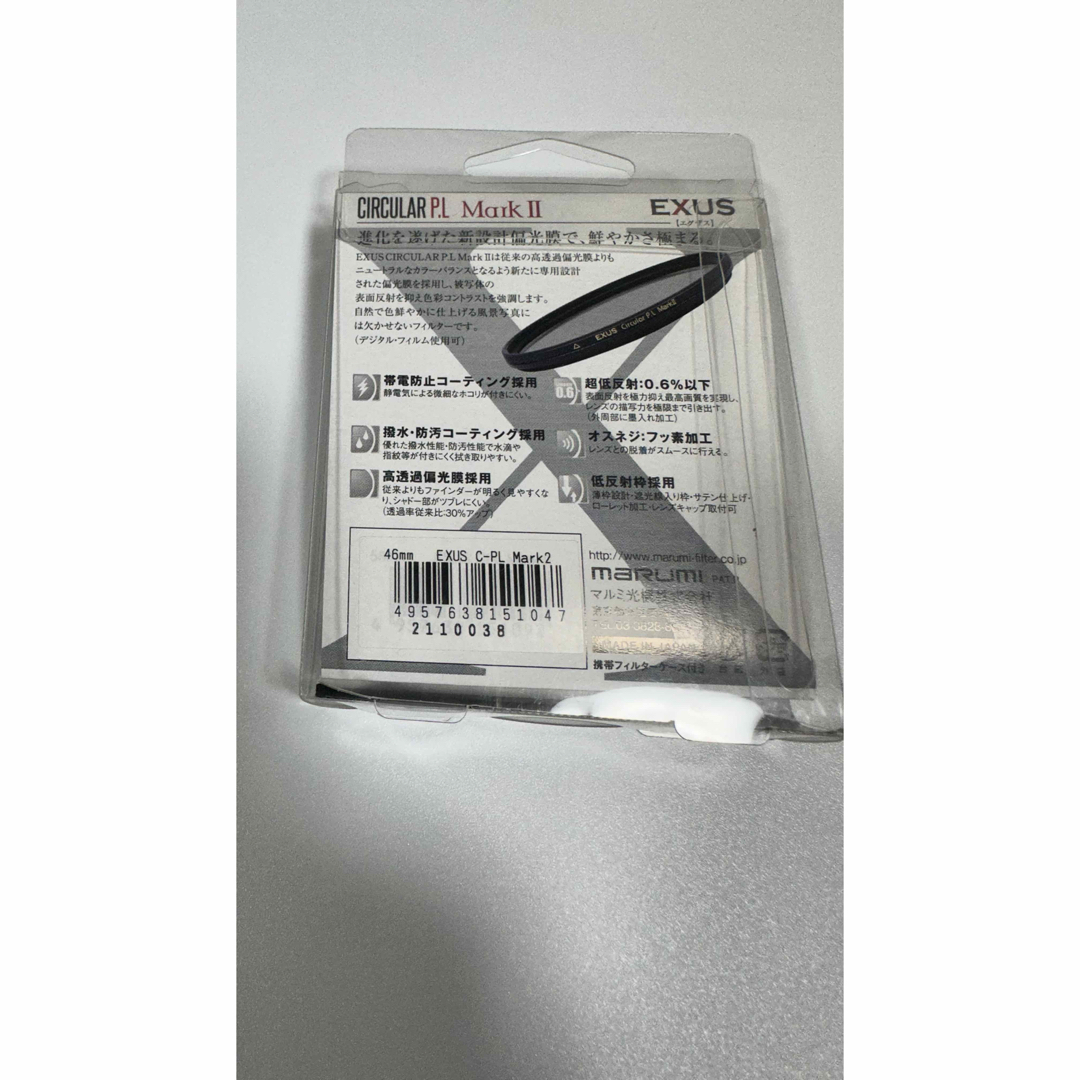 CIRCULAR P.L Mark II
EXUS
【エグザス】
進化を遂げた新設計偏光膜で、鮮やかさ極まる。
EXUS CIRCULAR P.L Mark IIは従来の高透過偏光膜よりも
ニュートラルなカラーバランスとなるよう新たに専用設計
された偏光膜を採用し、被写体の
表面反射を抑え色彩コントラストを強調します。
自然で色鮮やかに仕上げる風景写真に
は欠かせないフィルターです。
(デジタル・フィルム使用可)
△ EXUS Circular P.L MarkII
帯電防止コーティング採用
静電気による微細なホコリが付きにくい。
撥水・防汚コーティング採用
優れた撥水性能・防汚性能で水滴や
指紋等が付きにくく拭き取りやすい。
高透過偏光膜採用
従来よりもファインダーが明るく見やすくな
り、シャドー部がツブレにくい。
(透過率従来比:30%アップ)
0.6
超低反射:0.6%以下
表面反射を極力抑え最高画質を実現し、
レンズの描写力を極限まで引き出す。
(外周部に墨入れ加工)
オスネジ:フッ素加工
レンズとの脱着がスムースに行える。
低反射枠採用
薄枠設計・遮光線入り枠・サテン仕上げ・
ローレット加工・レンズキャップ取付可
46mm EXUS C-PL Mark2
4957638151047
2110038
http://www.marumi-filter.co.jp
marumi
マルミ光機株式会社
MADE IN JAPAN
携帯フィルターケース付き